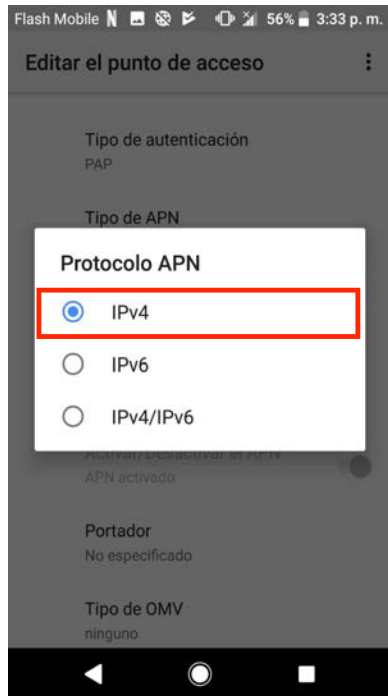 Flash Mobile N 56% 3:33 p. m.
Editar el punto de acceso
Tipo de autenticación
PAP
Tipo de APN
Protocolo APN
IPv4
IPv6
IPv4/IPv6
Activar/Desactivar el APN
APN activado
Portador
No especificado
Tipo de OMV
ninguno